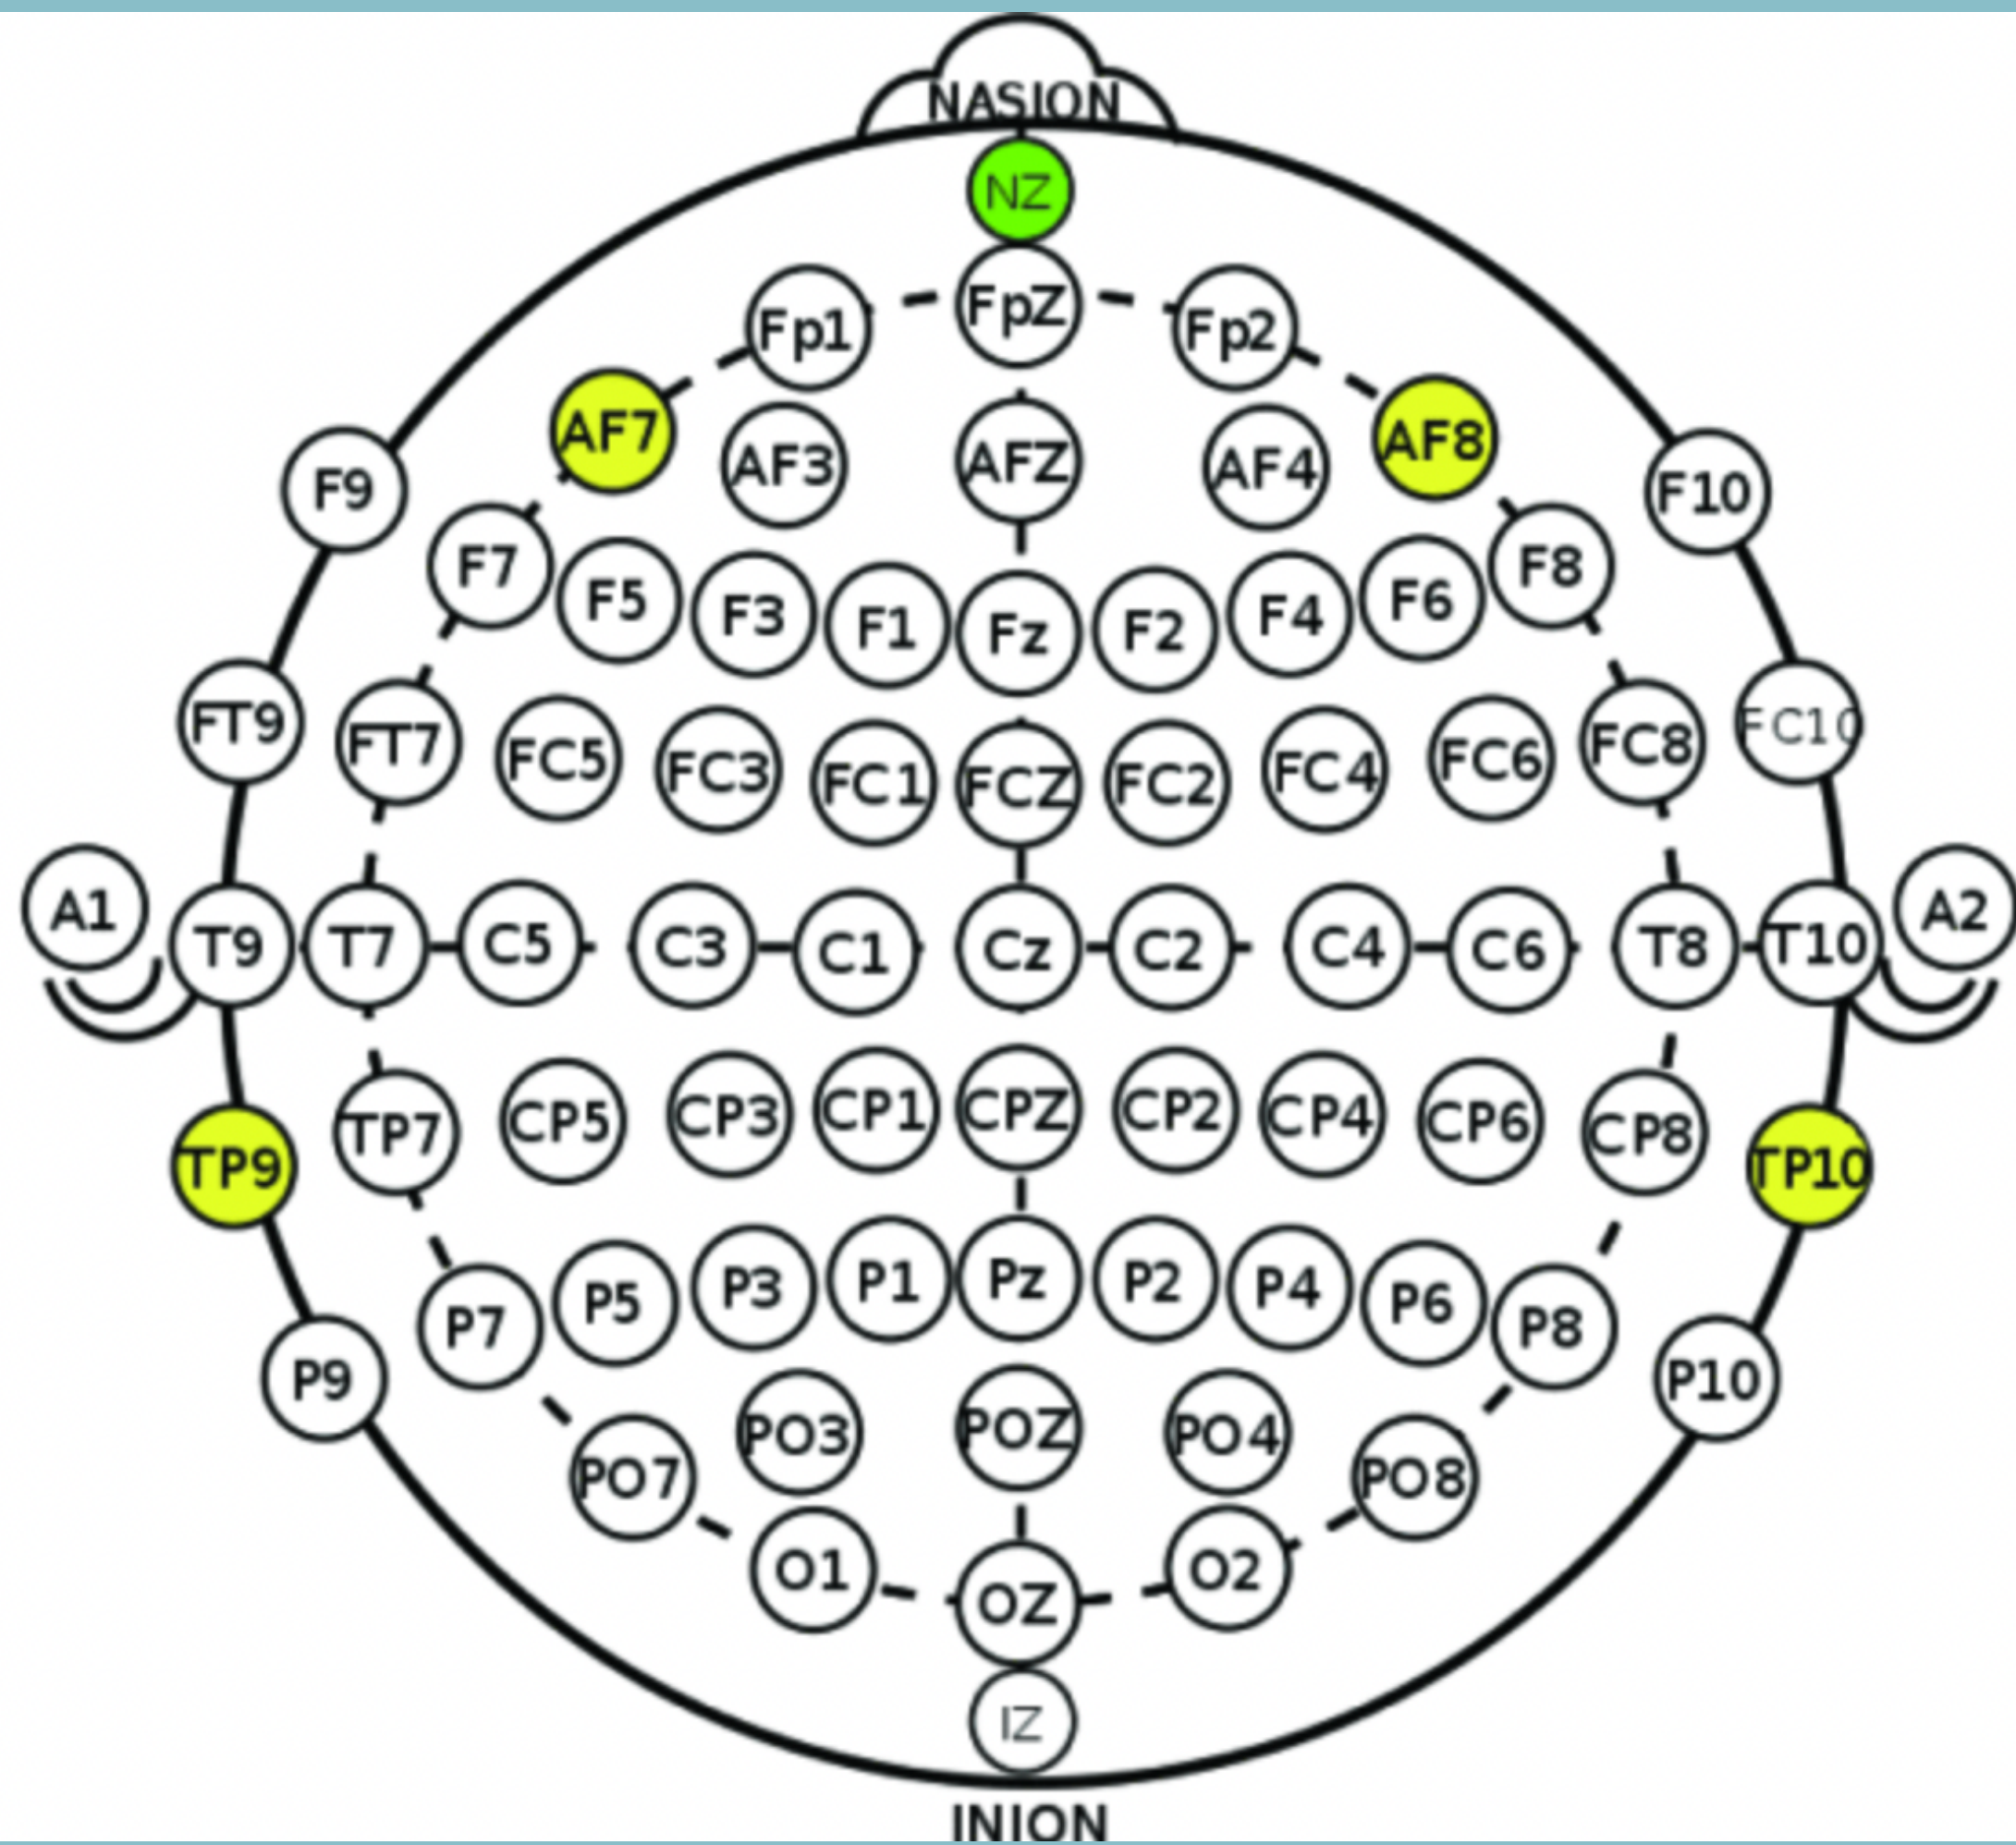 NASION
NZ
Fp1 FpZ Fp2
AF7 AF3 AFZ AF4 AF8
F9 F7 F5 F3 F1 Fz F2 F4 F6 F8 F10
FT9 FT7 FC5 FC3 FC1 FCZ FC2 FC4 FC6 FC8 FC10
A1 T9 T7 C5 C3 C1 Cz C2 C4 C6 T8 T10 A2
TP9 TP7 CP5 CP3 CP1 CPZ CP2 CP4 CP6 CP8 TP10
P9 P7 P5 P3 P1 Pz P2 P4 P6 P8 P10
PO7 PO3 POZ PO4 PO8
O1 OZ O2
IZ
INION